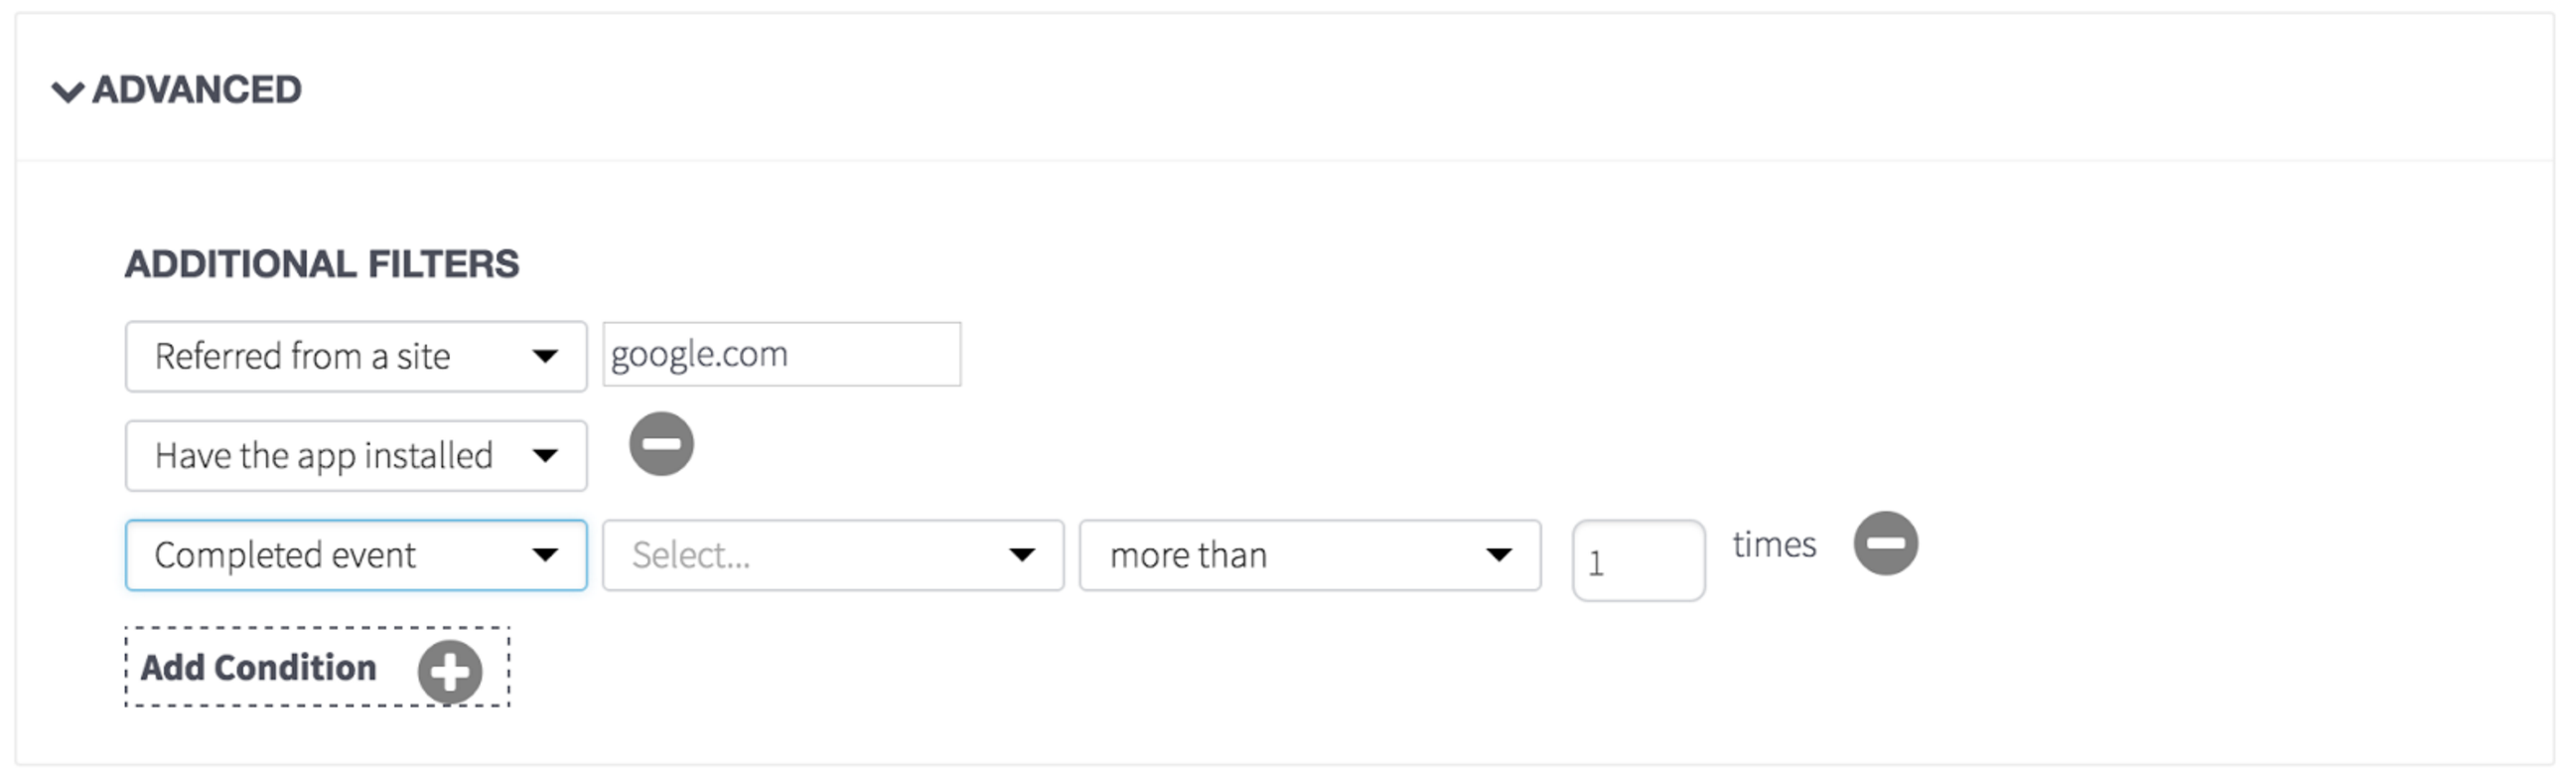 ADVANCED
ADDITIONAL FILTERS
Referred from a site google.com
Have the app installed
Completed event Select... more than 1 times
Add Condition